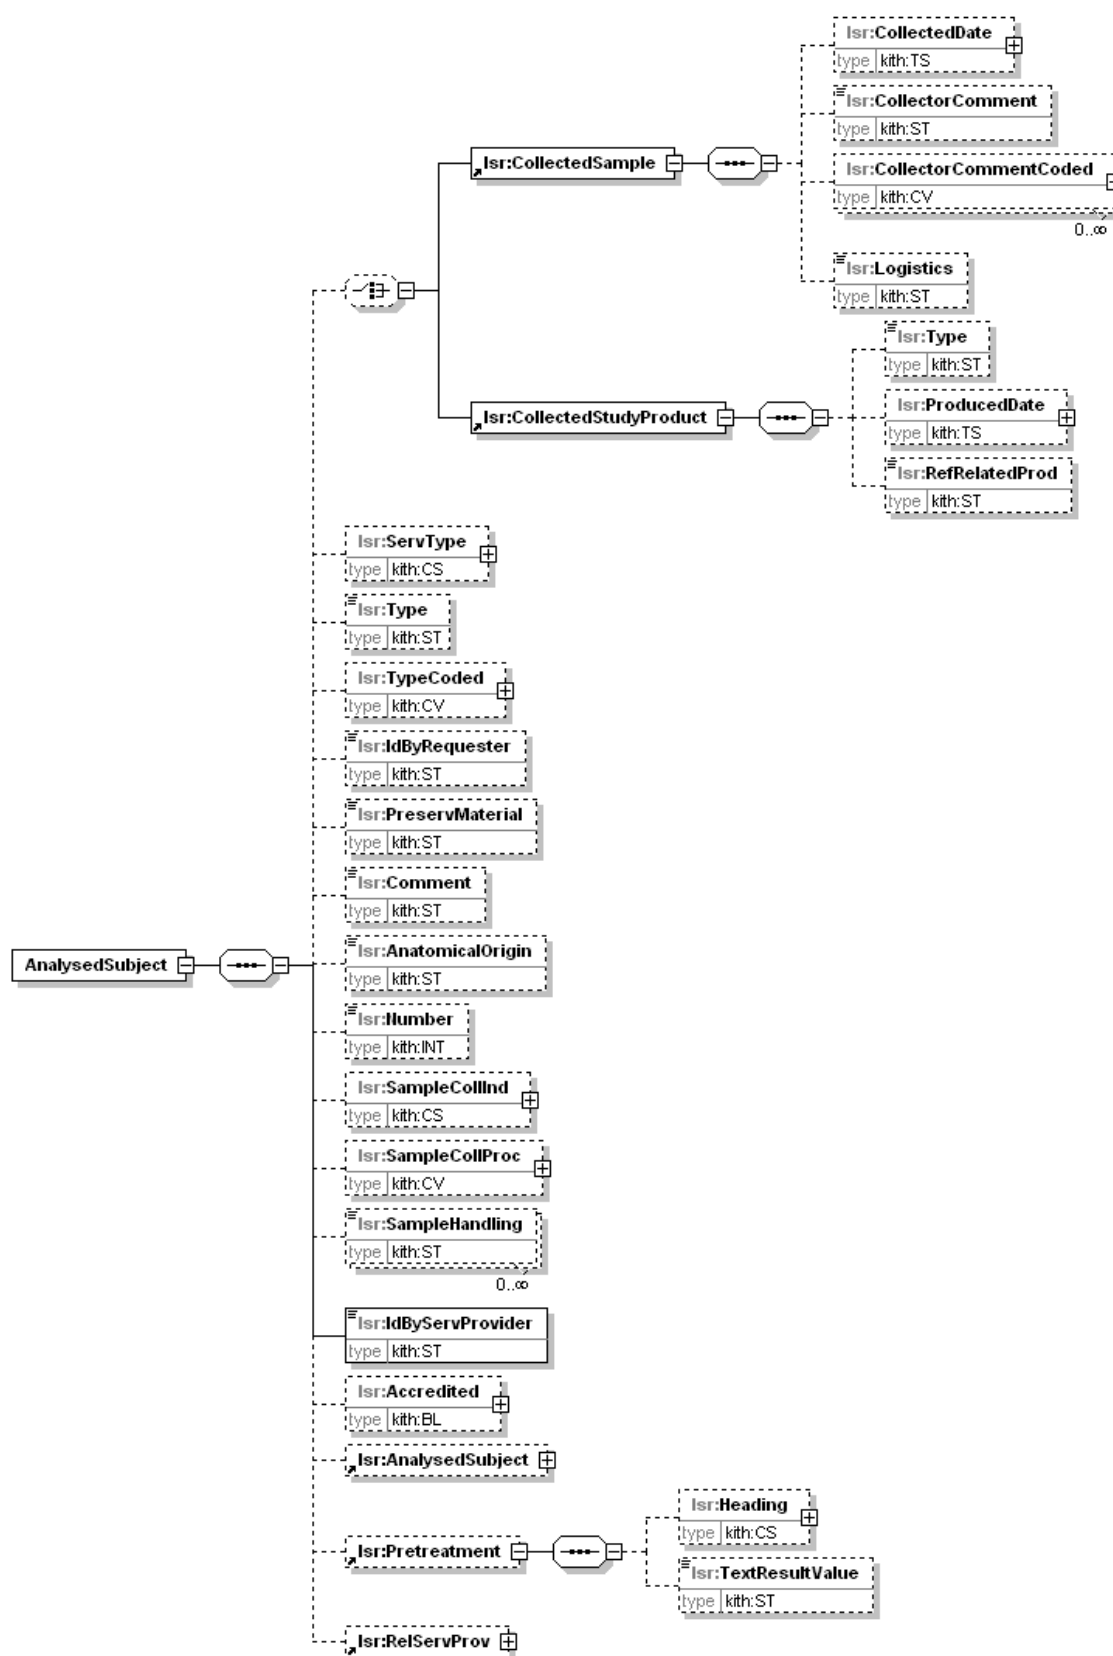 lsr:CollectedDate
type kith:TS
lsr:CollectorComment
type kith:ST
lsr:CollectedSample
lsr:CollectorCommentCoded
type kith:CV
0..∞
lsr:Logistics
type kith:ST
lsr:Type
type kith:ST
lsr:CollectedStudyProduct
lsr:ProducedDate
type kith:TS
lsr:RefRelatedProd
type kith:ST
lsr:ServType
type kith:CS
lsr:Type
type kith:ST
lsr:TypeCoded
type kith:CV
lsr:IdByRequester
type kith:ST
lsr:PreservMaterial
type kith:ST
lsr:Comment
type kith:ST
AnalysedSubject
lsr:AnatomicalOrigin
type kith:ST
lsr:Number
type kith:INT
lsr:SampleCollInd
type kith:CS
lsr:SampleCollProc
type kith:CV
lsr:SampleHandling
type kith:ST
0..∞
lsr:IdByServProvider
type kith:ST
lsr:Accredited
type kith:BL
lsr:AnalysedSubject
lsr:Heading
type kith:CS
lsr:Pretreatment
lsr:TextResultValue
type kith:ST
lsr:RelServProv